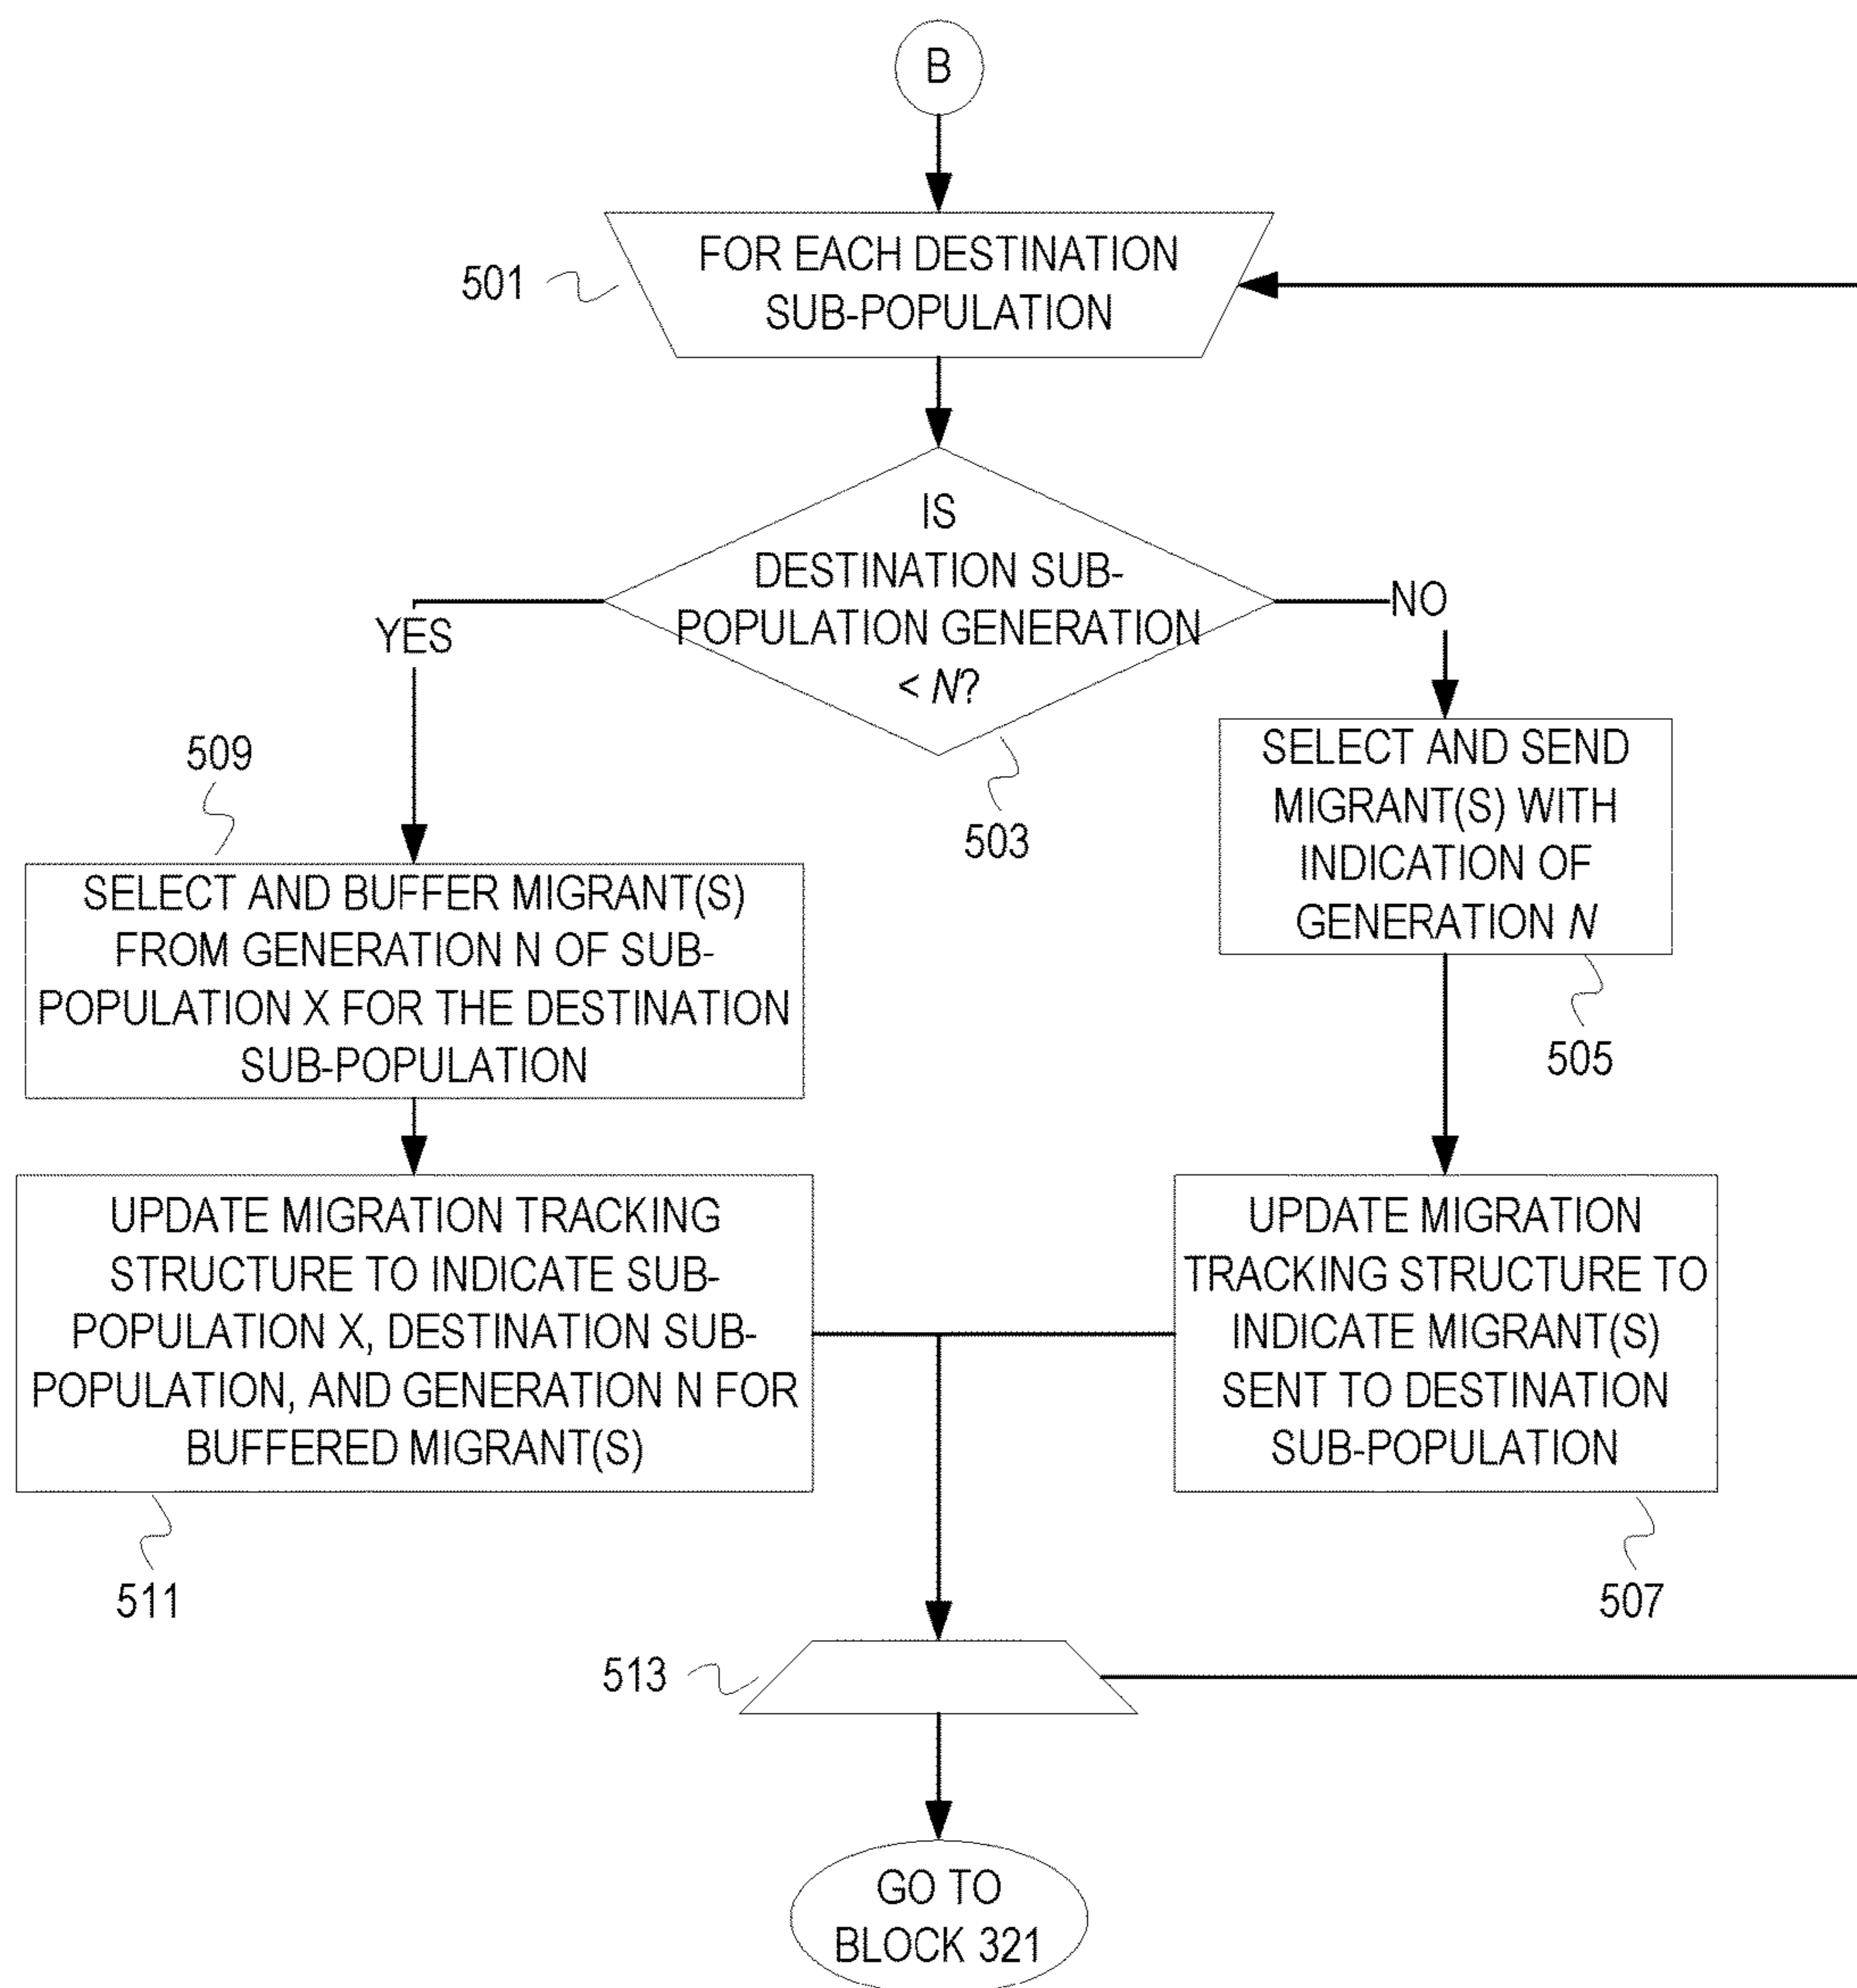 B
FOR EACH DESTINATION
SUB-POPULATION
501
IS
DESTINATION SUB-
POPULATION GENERATION
< N?
YES
NO
503
509
SELECT AND BUFFER MIGRANT(S)
FROM GENERATION N OF SUB-
POPULATION X FOR THE DESTINATION
SUB-POPULATION
SELECT AND SEND
MIGRANT(S) WITH
INDICATION OF
GENERATION N
505
UPDATE MIGRATION TRACKING
STRUCTURE TO INDICATE SUB-
POPULATION X, DESTINATION SUB-
POPULATION, AND GENERATION N FOR
BUFFERED MIGRANT(S)
511
UPDATE MIGRATION
TRACKING STRUCTURE TO
INDICATE MIGRANT(S)
SENT TO DESTINATION
SUB-POPULATION
507
513
GO TO
BLOCK 321